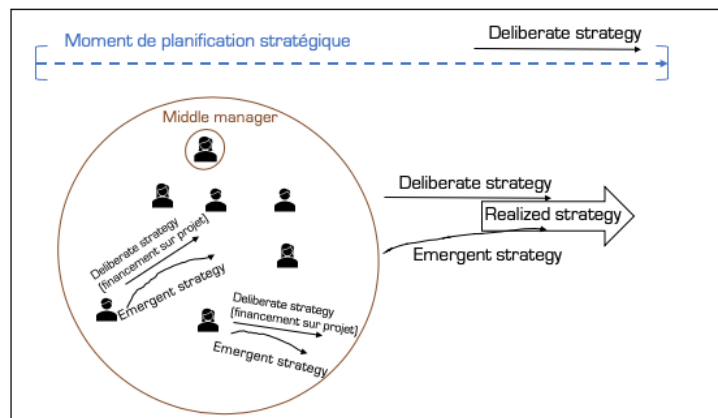 Moment de planification stratégique
Deliberate strategy
Middle manager
Deliberate strategy
(financement sur projet)
Emergent strategy
Deliberate strategy
(financement sur projet)
Emergent strategy
Deliberate strategy
Realized strategy
Emergent strategy